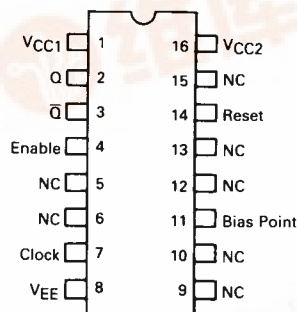 VCC1 1 16 VCC2
Q 2 15 NC
Q̅ 3 14 Reset
Enable 4 13 NC
NC 5 12 NC
NC 6 11 Bias Point
Clock 7 10 NC
VEE 8 9 NC